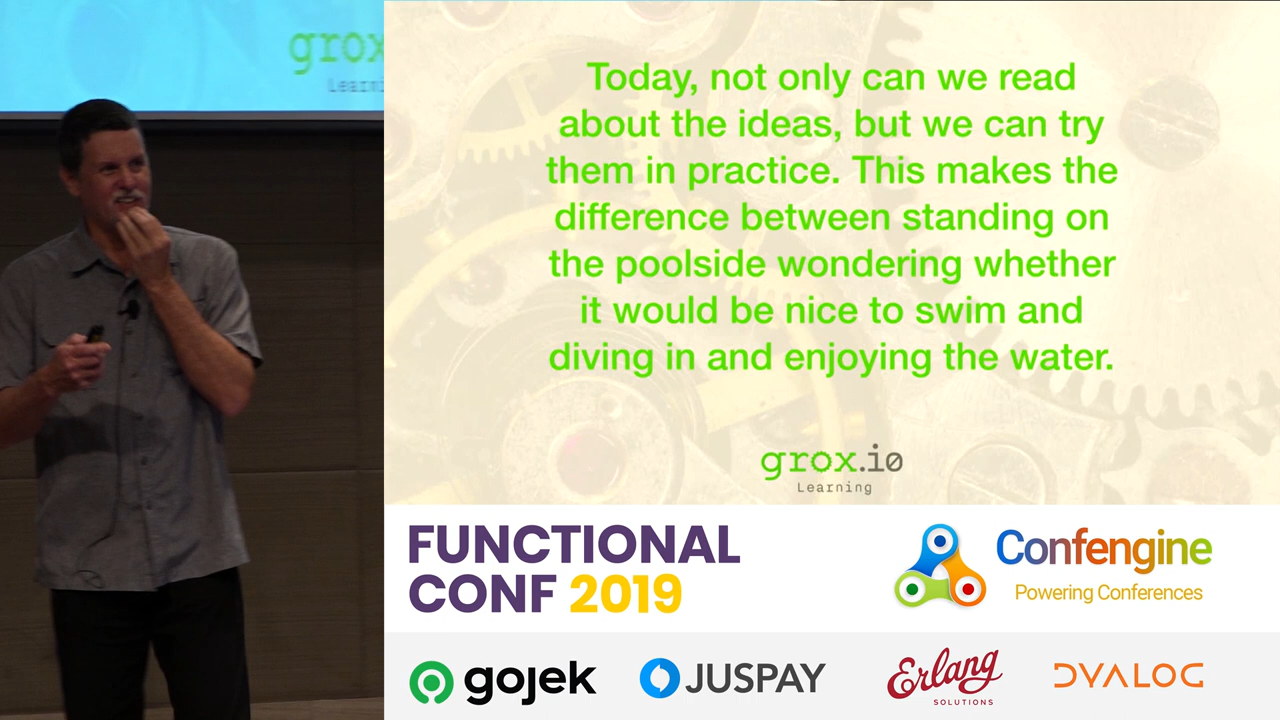 grox
Learni
Today, not only can we read
about the ideas, but we can try
them in practice. This makes the
difference between standing on
the poolside wondering whether
it would be nice to swim and
diving in and enjoying the water.
grox.io
Learning
FUNCTIONAL
CONF 2019
Confengine
Powering Conferences
gojek
JUSPAY
Erlang
SOLUTIONS
DYALOG